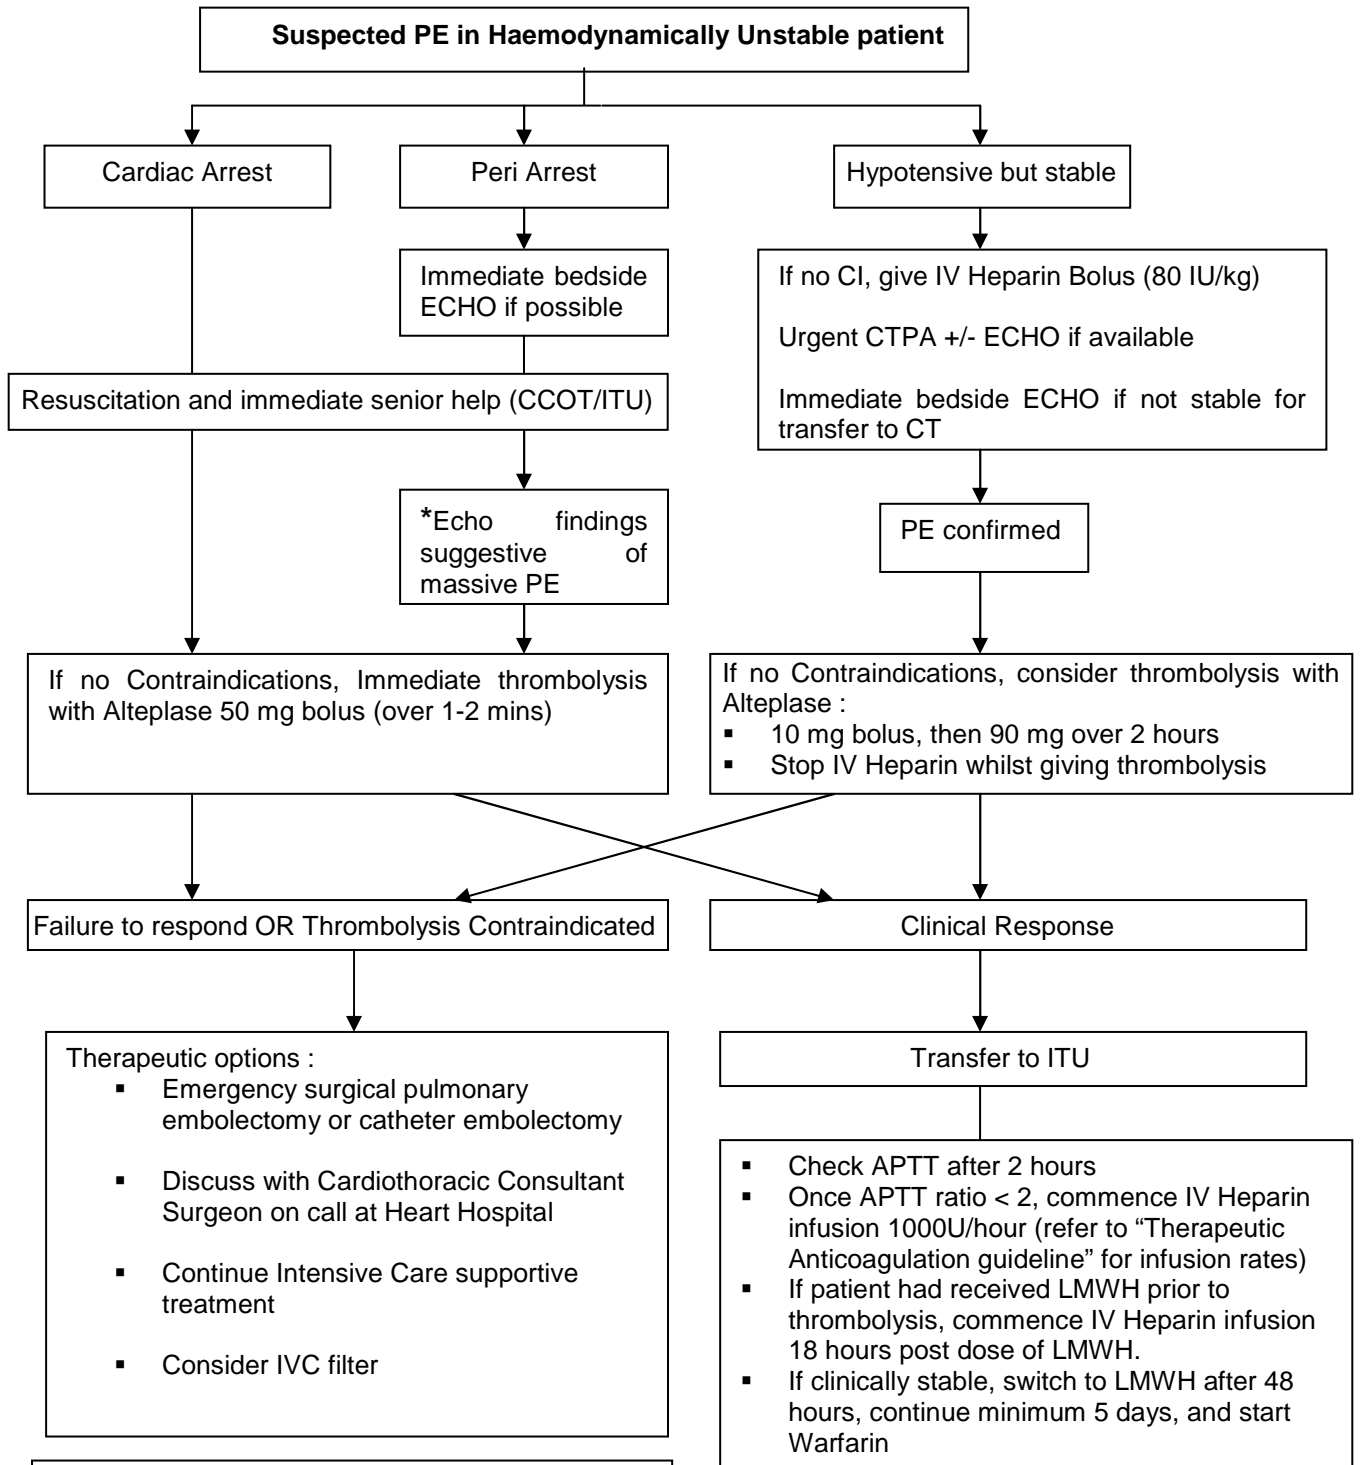 Suspected PE in Haemodynamically Unstable patient
Cardiac Arrest
Peri Arrest
Hypotensive but stable
Immediate bedside
ECHO if possible
If no CI, give IV Heparin Bolus (80 IU/kg)
Urgent CTPA +/- ECHO if available
Immediate bedside ECHO if not stable for
transfer to CT
Resuscitation and immediate senior help (CCOT/ITU)
*Echo findings
suggestive of
massive PE
PE confirmed
If no Contraindications, Immediate thrombolysis
with Alteplase 50 mg bolus (over 1-2 mins)
If no Contraindications, consider thrombolysis with
Alteplase :
▪ 10 mg bolus, then 90 mg over 2 hours
▪ Stop IV Heparin whilst giving thrombolysis
Failure to respond OR Thrombolysis Contraindicated
Clinical Response
Therapeutic options :
▪ Emergency surgical pulmonary
embolectomy or catheter embolectomy
▪ Discuss with Cardiothoracic Consultant
Surgeon on call at Heart Hospital
▪ Continue Intensive Care supportive
treatment
▪ Consider IVC filter
Transfer to ITU
▪ Check APTT after 2 hours
▪ Once APTT ratio < 2, commence IV Heparin
infusion 1000U/hour (refer to “Therapeutic
Anticoagulation guideline” for infusion rates)
▪ If patient had received LMWH prior to
thrombolysis, commence IV Heparin infusion
18 hours post dose of LMWH.
▪ If clinically stable, switch to LMWH after 48
hours, continue minimum 5 days, and start
Warfarin